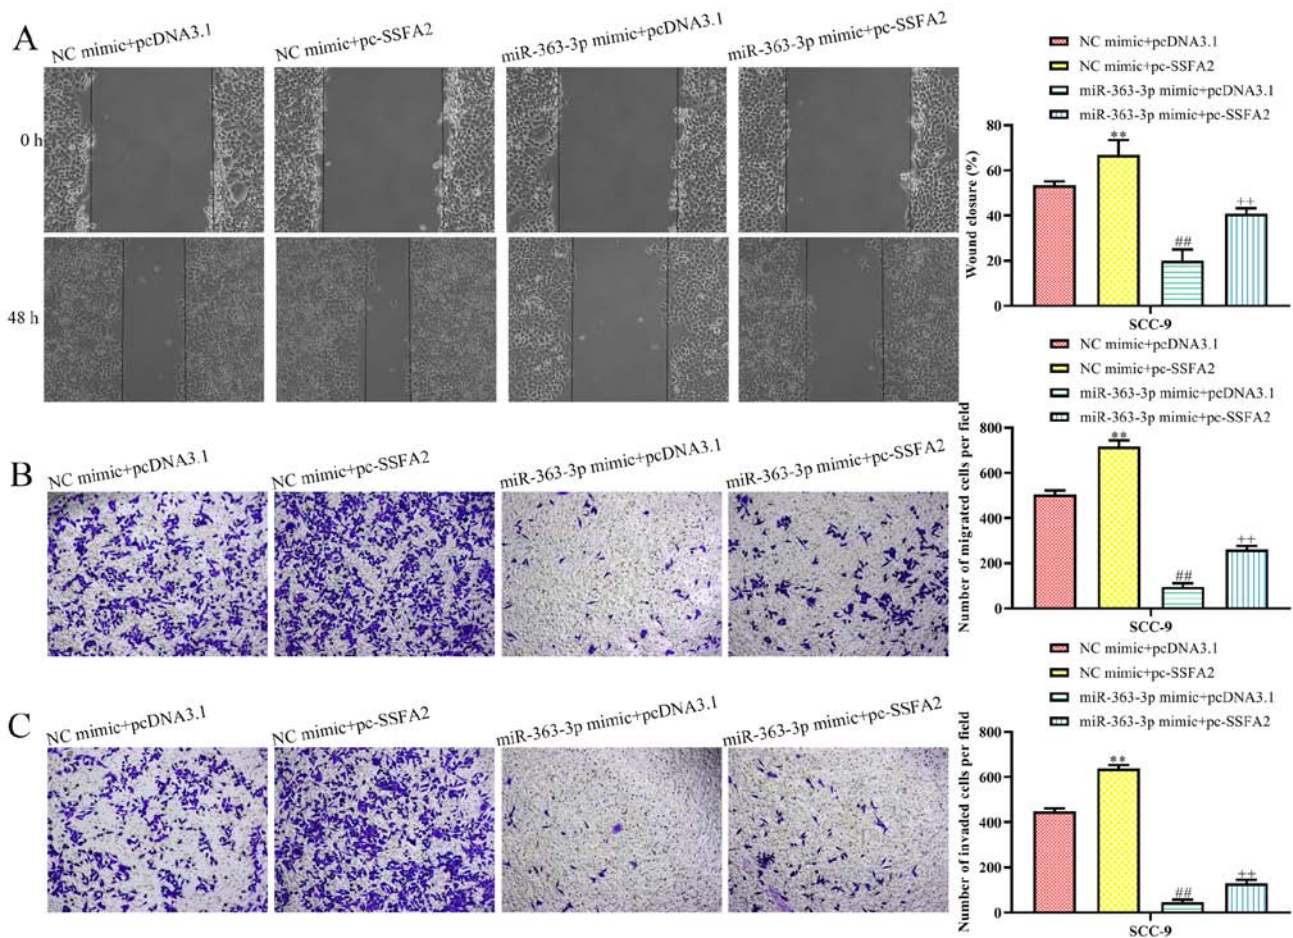 A
NC mimic+pcDNA3.1
NC mimic+pc-SSFA2
miR-363-3p mimic+pcDNA3.1
miR-363-3p mimic+pc-SSFA2
0 h
48 h
NC mimic+pcDNA3.1
NC mimic+pc-SSFA2
miR-363-3p mimic+pcDNA3.1
miR-363-3p mimic+pc-SSFA2
Wound closure (%)
80
60
40
20
0
**
##
++
SCC-9
B
NC mimic+pcDNA3.1
NC mimic+pc-SSFA2
miR-363-3p mimic+pcDNA3.1
miR-363-3p mimic+pc-SSFA2
NC mimic+pcDNA3.1
NC mimic+pc-SSFA2
miR-363-3p mimic+pcDNA3.1
miR-363-3p mimic+pc-SSFA2
Number of migrated cells per field
800
600
400
200
0
**
##
++
SCC-9
C
NC mimic+pcDNA3.1
NC mimic+pc-SSFA2
miR-363-3p mimic+pcDNA3.1
miR-363-3p mimic+pc-SSFA2
NC mimic+pcDNA3.1
NC mimic+pc-SSFA2
miR-363-3p mimic+pcDNA3.1
miR-363-3p mimic+pc-SSFA2
Number of invaded cells per field
800
600
400
200
0
**
##
++
SCC-9